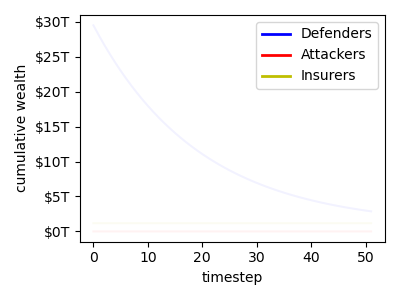 $30T
$25T
$20T
$15T
$10T
$5T
$0T
cumulative wealth
Defenders
Attackers
Insurers
0 10 20 30 40 50
timestep